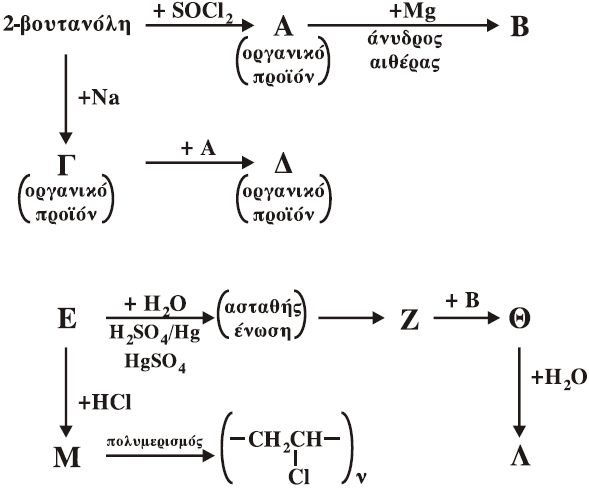 2-βουτανόλη + SOCl2 Α +Mg Β
(οργανικό προϊόν) άνυδρος αιθέρας
+Na
Γ + Α Δ
(οργανικό προϊόν) (οργανικό προϊόν)
Ε + H2O (ασταθής ένωση) Ζ + Β Θ
H2SO4/Hg
HgSO4
+HCl +H2O
Μ πολυμερισμός (–CH2CH–)ν Λ
Cl